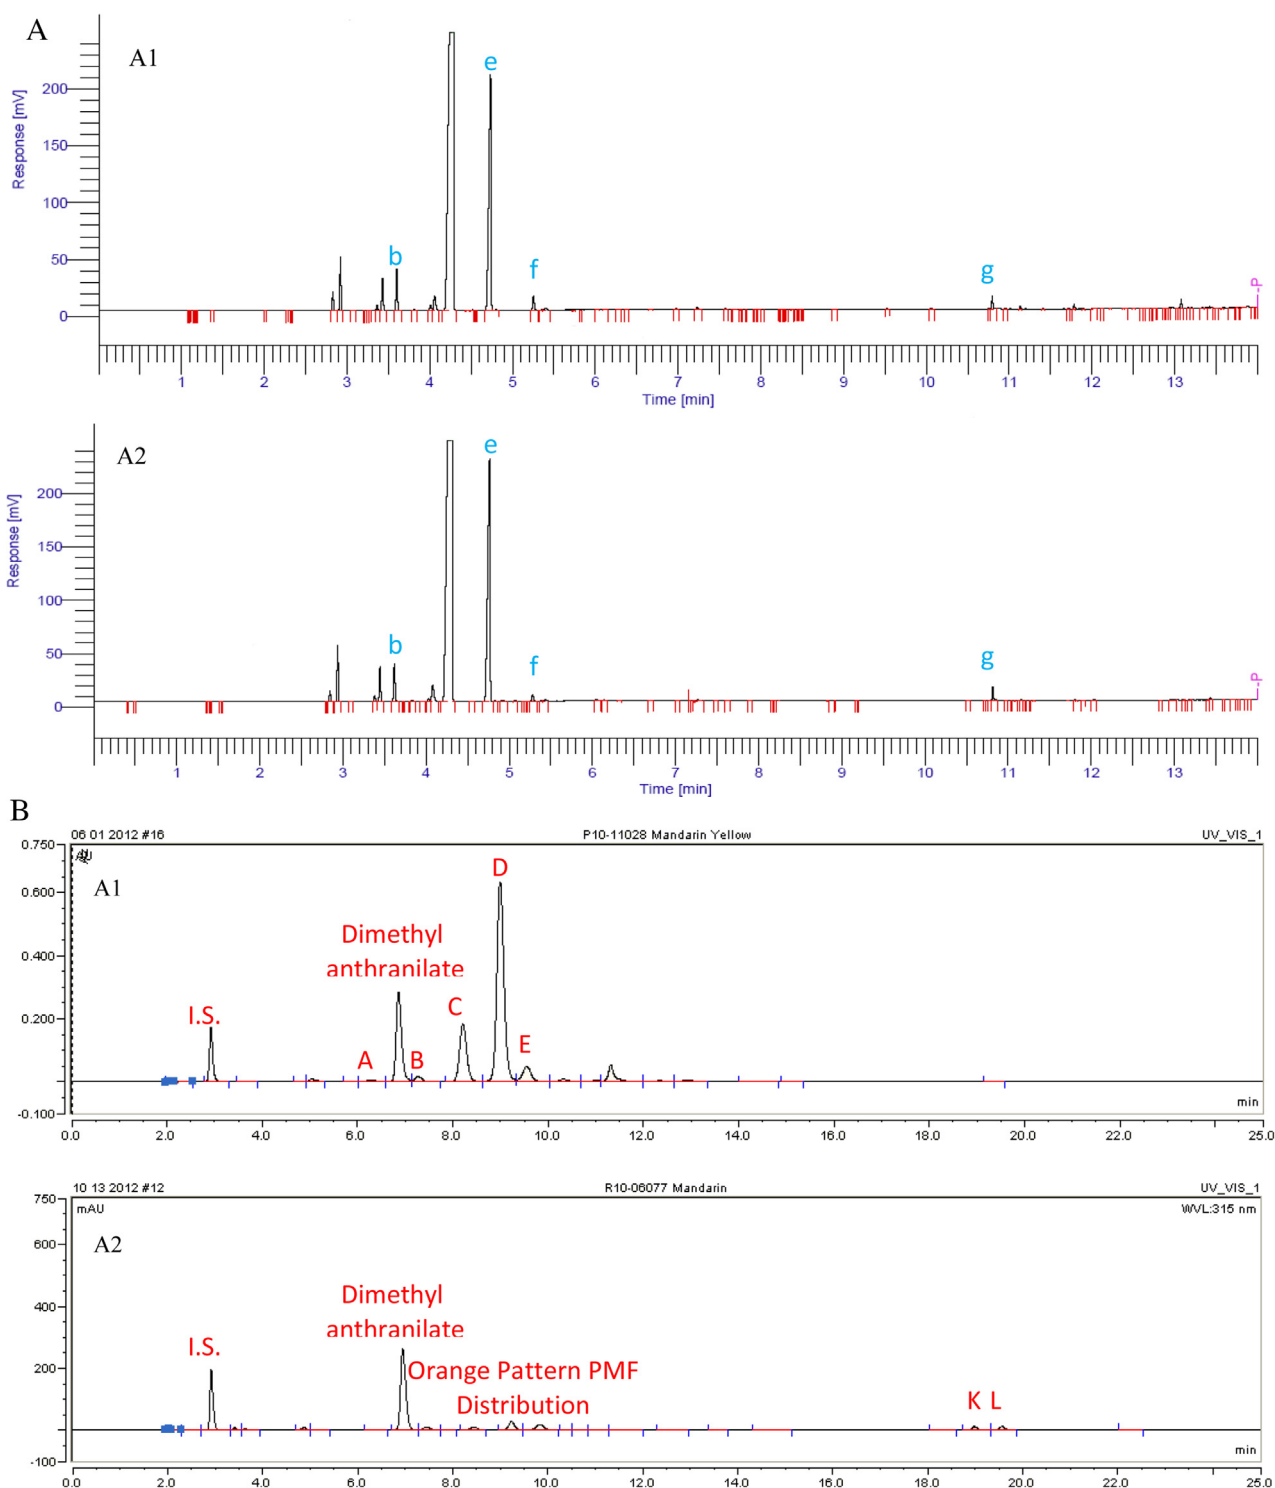 A
A1
e
b
f
g
200
150
100
50
0
Response [mV]
1 2 3 4 5 6 7 8 9 10 11 12 13
Time [min]
A2
e
b
f
g
200
150
100
50
0
Response [mV]
1 2 3 4 5 6 7 8 9 10 11 12 13
Time [min]
B
06 01 2012 #16 P10-11028 Mandarin Yellow UV_VIS_1
0.750
0.600
0.400
0.200
-0.100
A1
D
Dimethyl
anthranilate
I.S.
C
A
B
E
min
0.0 2.0 4.0 6.0 8.0 10.0 12.0 14.0 16.0 18.0 20.0 22.0 25.0
10 13 2012 #12 R10-06077 Mandarin UV_VIS_1
mAU WVL:315 nm
750
600
400
200
-100
A2
Dimethyl
anthranilate
I.S.
Orange Pattern PMF
Distribution
K L
min
0.0 2.0 4.0 6.0 8.0 10.0 12.0 14.0 16.0 18.0 20.0 22.0 25.0